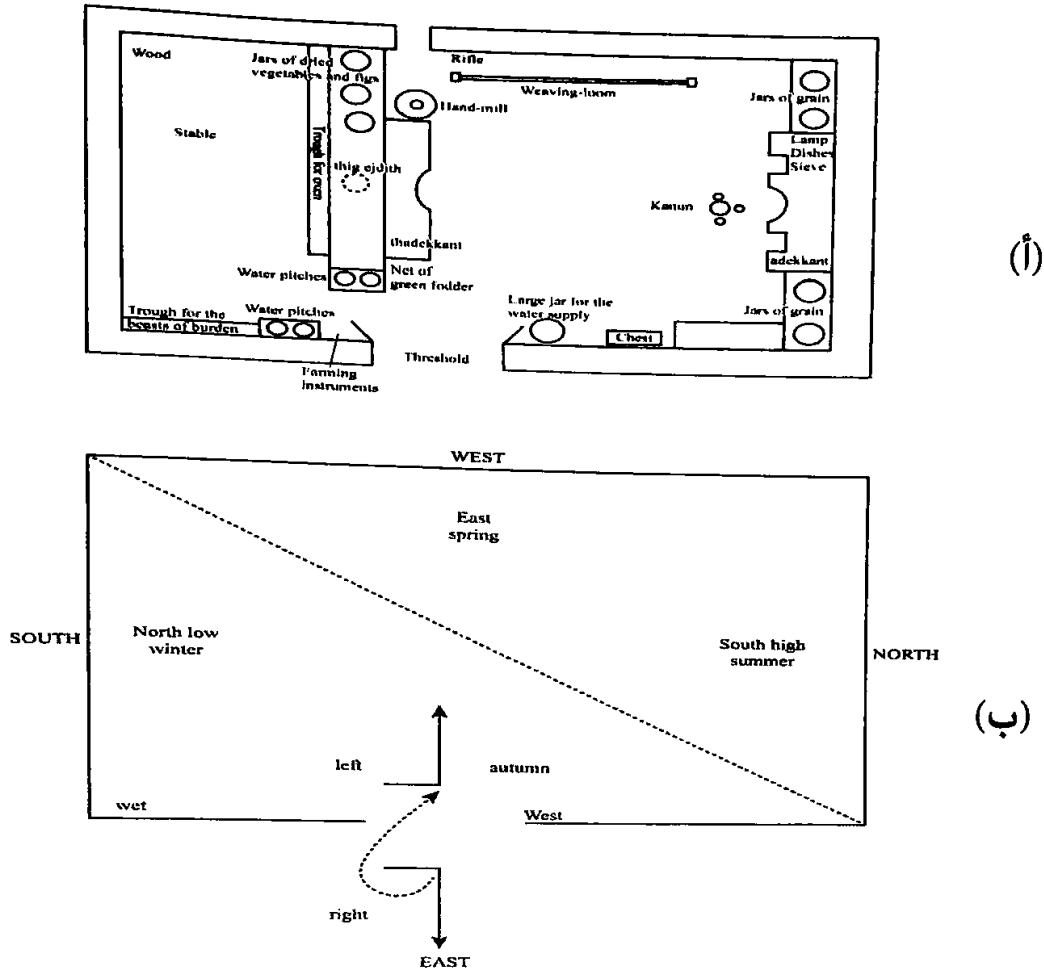 Wood
Jars of dried
vegetables and figs
Rifle
Weaving-loom
Hand-mill
Jars of grain
Stable
Trough for oxen
thigejdith
Lamp
Dishes
Sieve
Kanun
thadekkant
adekkant
Water pitches
Net of
green fodder
Trough for the
beasts of burden
Water pitches
Large jar for the
water supply
Jars of grain
Chest
Threshold
Farming
Instruments
(أ)
WEST
East
spring
SOUTH
North low
winter
South high
summer
NORTH
(ب)
left
autumn
wet
West
right
EAST